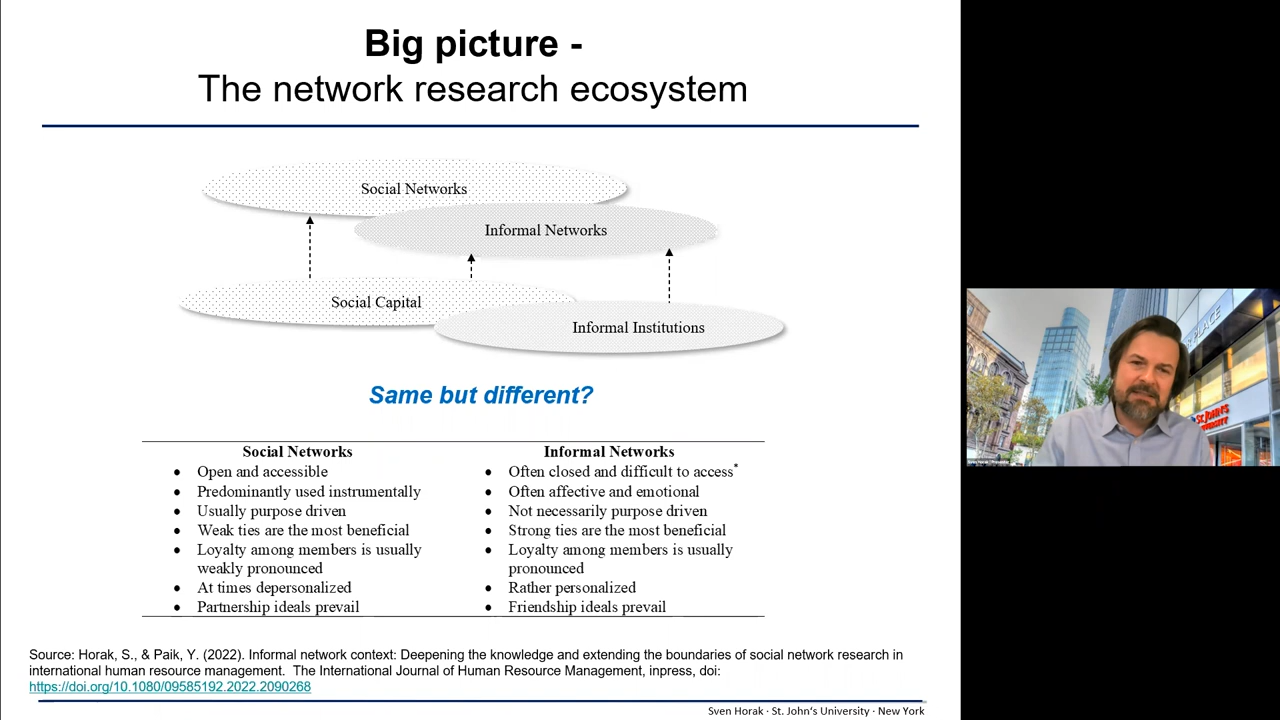 Big picture -
The network research ecosystem
Social Networks
Informal Networks
Social Capital
Informal Institutions
Same but different?
Social Networks
• Open and accessible
• Predominantly used instrumentally
• Usually purpose driven
• Weak ties are the most beneficial
• Loyalty among members is usually
weakly pronounced
• At times depersonalized
• Partnership ideals prevail
Informal Networks
• Often closed and difficult to access*
• Often affective and emotional
• Not necessarily purpose driven
• Strong ties are the most beneficial
• Loyalty among members is usually
pronounced
• Rather personalized
• Friendship ideals prevail
Source: Horak, S., & Paik, Y. (2022). Informal network context: Deepening the knowledge and extending the boundaries of social network research in
international human resource management. The International Journal of Human Resource Management, inpress, doi:
https://doi.org/10.1080/09585192.2022.2090268
Sven Horak · St. John's University · New York
PLACE
ST. JOHN'S